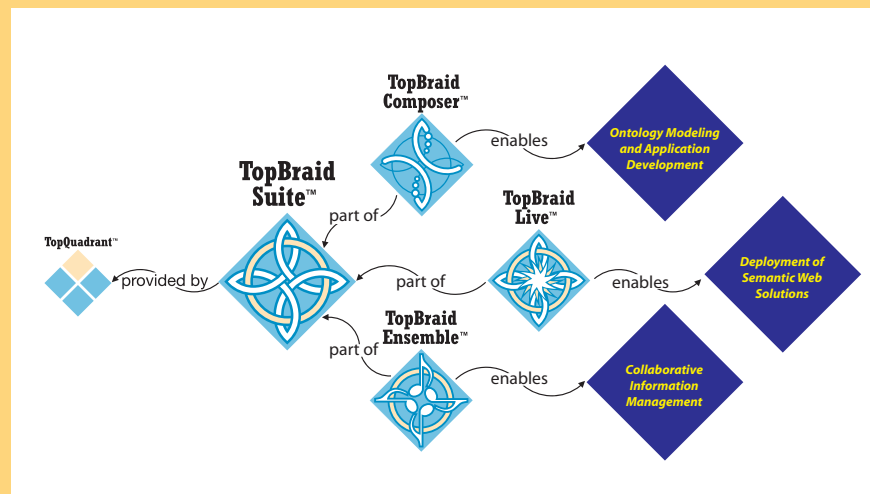 TopBraid
Composer™
enables
Ontology Modeling
and Application
Development
TopBraid
Suite™
part of
TopBraid
Live™
TopQuadrant™
provided by
part of
enables
Deployment of
Semantic Web
Solutions
TopBraid
Ensemble™
part of
enables
Collaborative
Information
Management